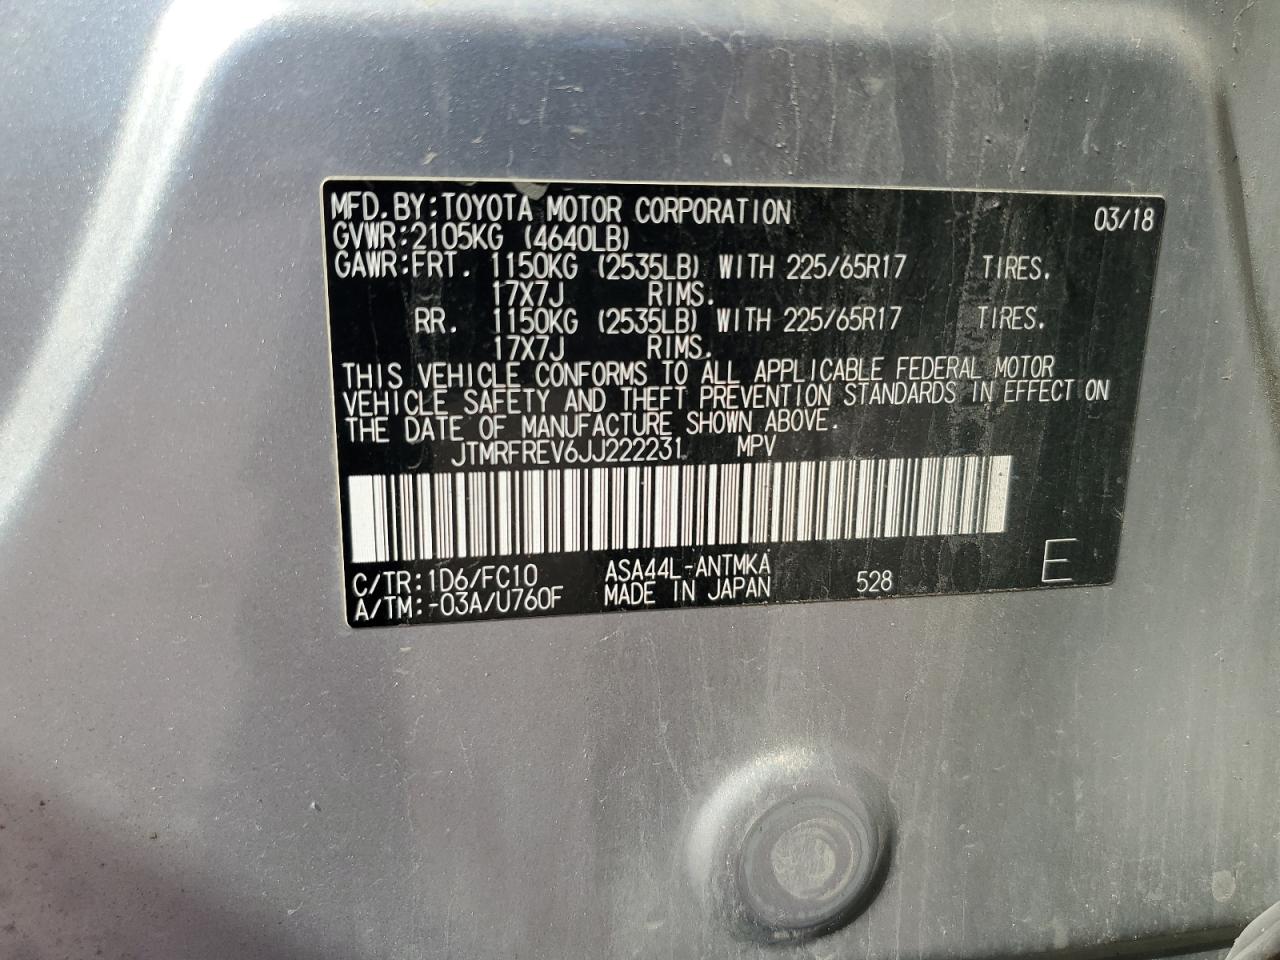 MFD.BY:TOYOTA MOTOR CORPORATION 03/18
GVWR:2105KG (4640LB)
GAWR:FRT. 1150KG (2535LB) WITH 225/65R17 TIRES.
17X7J RIMS.
RR. 1150KG (2535LB) WITH 225/65R17 TIRES.
17X7J RIMS.
THIS VEHICLE CONFORMS TO ALL APPLICABLE FEDERAL MOTOR
VEHICLE SAFETY AND THEFT PREVENTION STANDARDS IN EFFECT ON
THE DATE OF MANUFACTURE SHOWN ABOVE.
JTMRFREV6JJ222231 MPV
C/TR:1D6/FC10 ASA44L-ANTMKA
A/TM:-03A/U760F MADE IN JAPAN 528 E